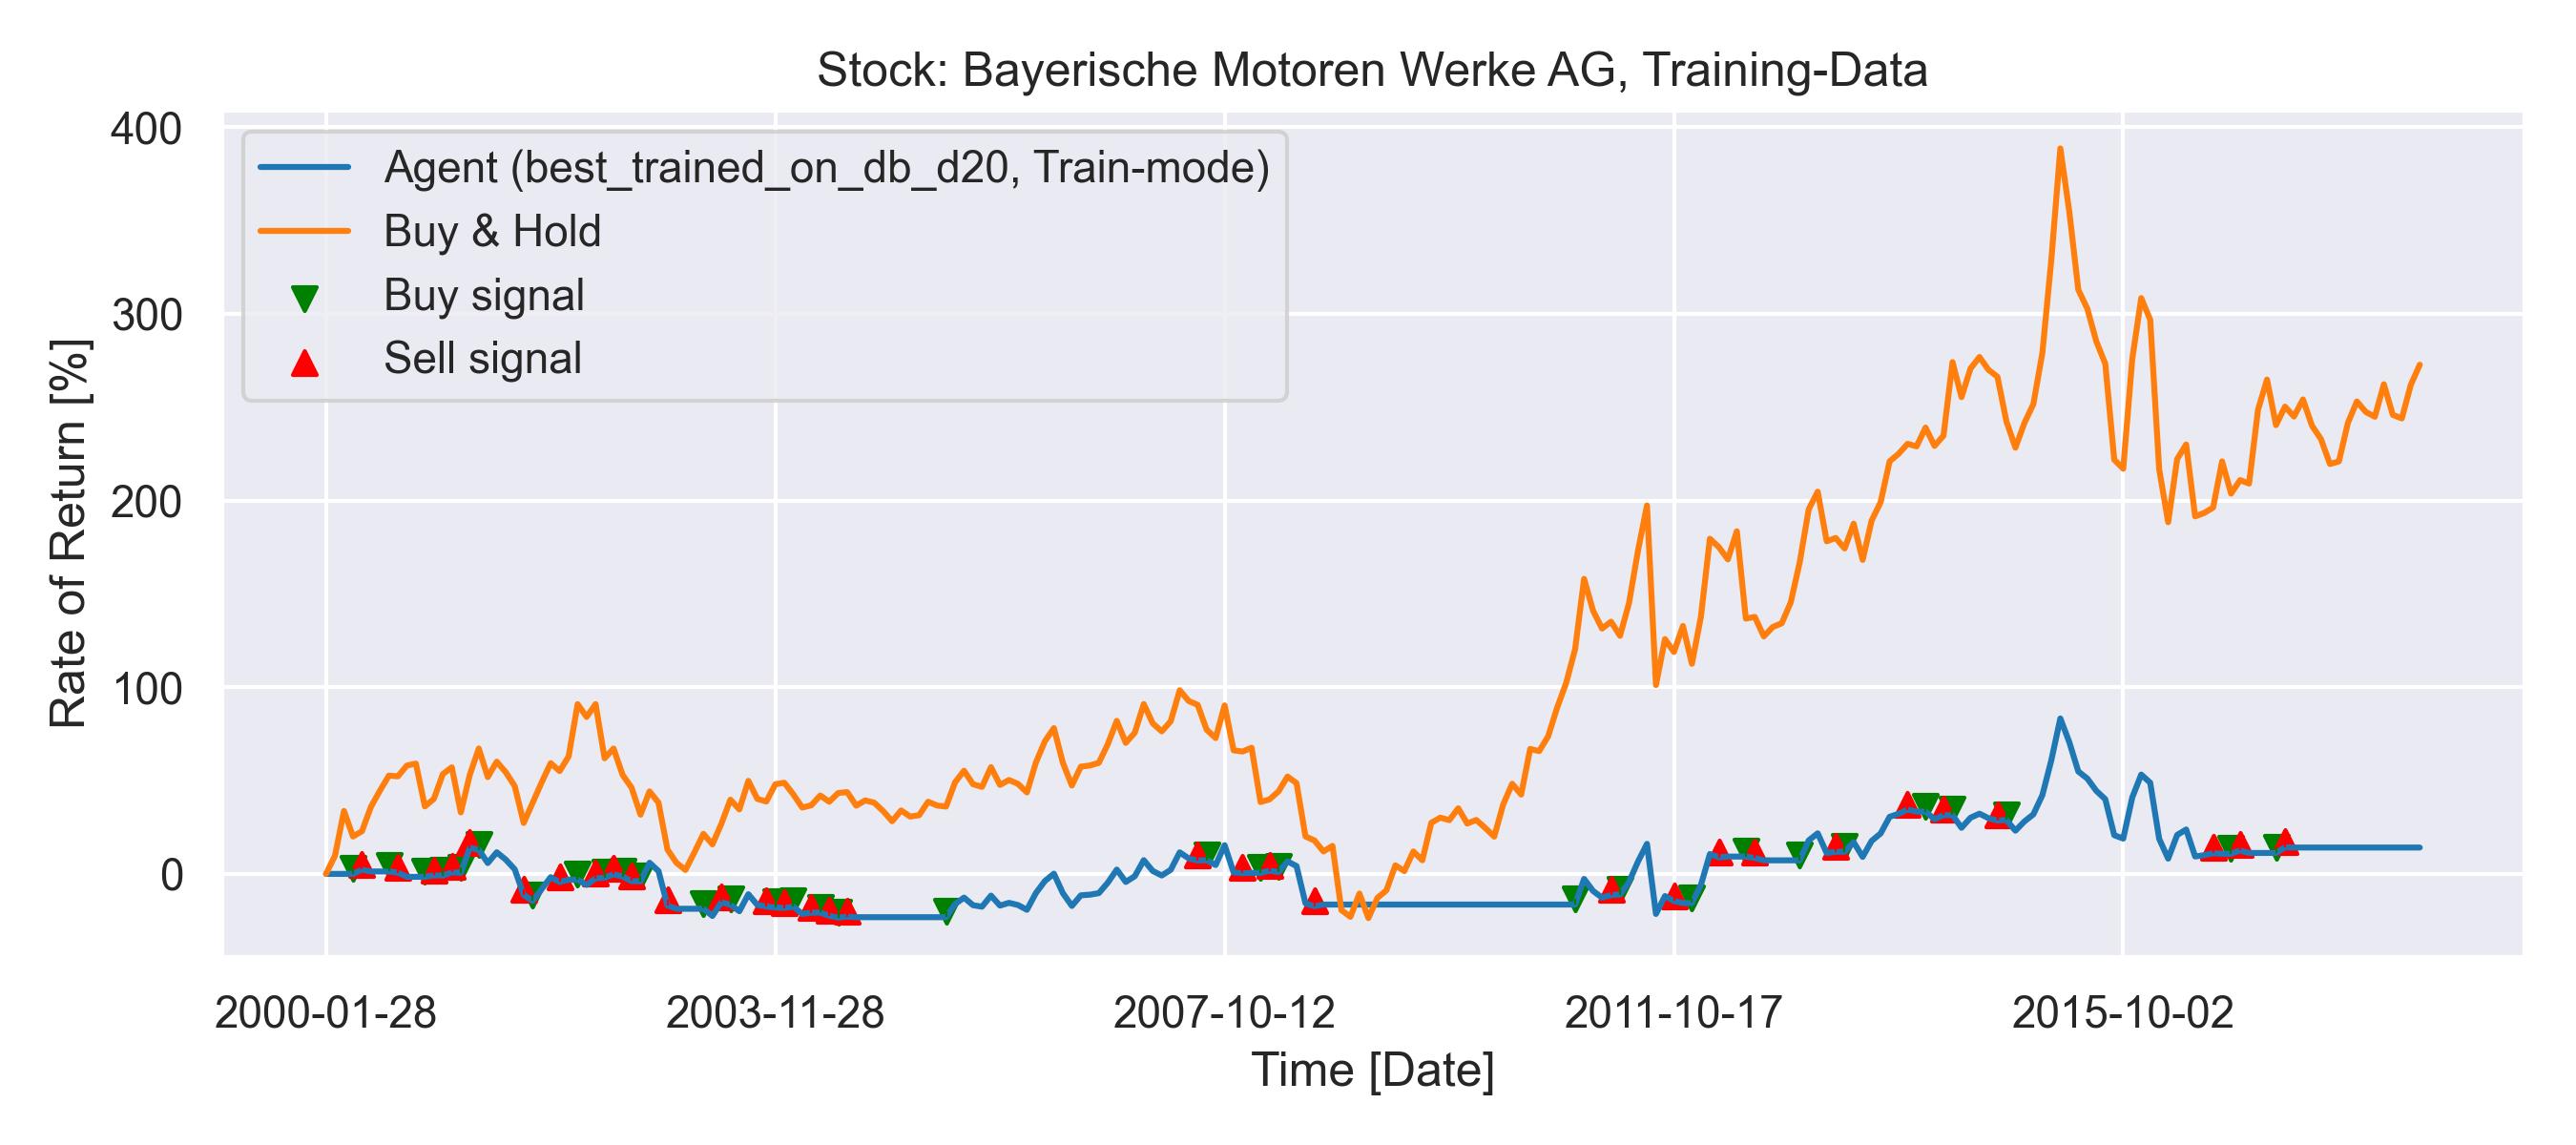 Stock: Bayerische Motoren Werke AG, Training-Data
Agent (best_trained_on_db_d20, Train-mode)
Buy & Hold
Buy signal
Sell signal
Rate of Return [%]
400
300
200
100
0
2000-01-28 2003-11-28 2007-10-12 2011-10-17 2015-10-02
Time [Date]